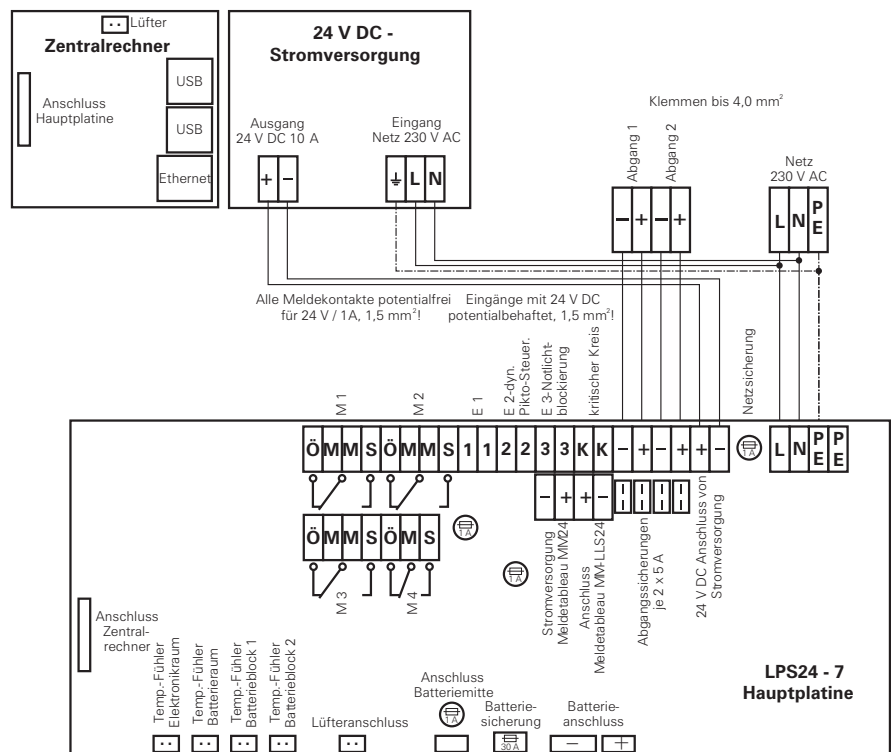 Lüfter
Zentralrechner
Anschluss
Hauptplatine
USB
USB
Ethernet
24 V DC -
Stromversorgung
Ausgang
24 V DC 10 A
Eingang
Netz 230 V AC
+ − ⏚ L N
Klemmen bis 4,0 mm²
Abgang 1
Abgang 2
− + − +
Netz
230 V AC
L N PE
Alle Meldekontakte potentialfrei
für 24 V / 1A, 1,5 mm²!
Eingänge mit 24 V DC
potentialbehaftet, 1,5 mm²!
M 1
M 2
E 1
E 2-dyn.
Pikto-Steuer.
E 3-Notlicht-
blockierung
kritischer Kreis
Netzsicherung
Ö M M S Ö M M S 1 1 2 2 3 3 K K − + − + + −
1 A
L N PE PE
− + + −
Ö M M S Ö M S
1 A
1 A
M 3
M 4
Stromversorgung
Meldetableau MM24
Anschluss
Meldetableau MM-LLS24
Abgangssicherungen
je 2 x 5 A
24 V DC Anschluss von
Stromversorgung
Anschluss
Zentral-
rechner
Temp.-Fühler
Elektronikraum
Temp.-Fühler
Batterieraum
Temp.-Fühler
Batterieblock 1
Temp.-Fühler
Batterieblock 2
Lüfteranschluss
Anschluss
Batteriemitte
1 A
Batterie-
sicherung
30 A
Batterie-
anschluss
− +
LPS24 - 7
Hauptplatine